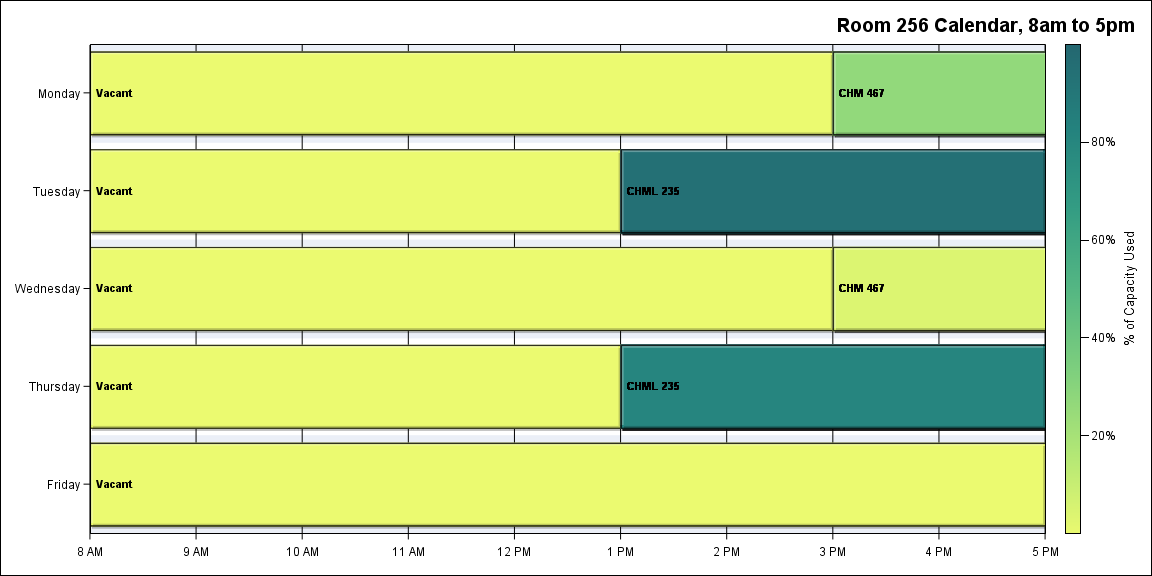 Room 256 Calendar, 8am to 5pm
Monday
Vacant
CHM 467
Tuesday
Vacant
CHML 235
Wednesday
Vacant
CHM 467
Thursday
Vacant
CHML 235
Friday
Vacant
8 AM
9 AM
10 AM
11 AM
12 PM
1 PM
2 PM
3 PM
4 PM
5 PM
80%
60%
40%
20%
% of Capacity Used